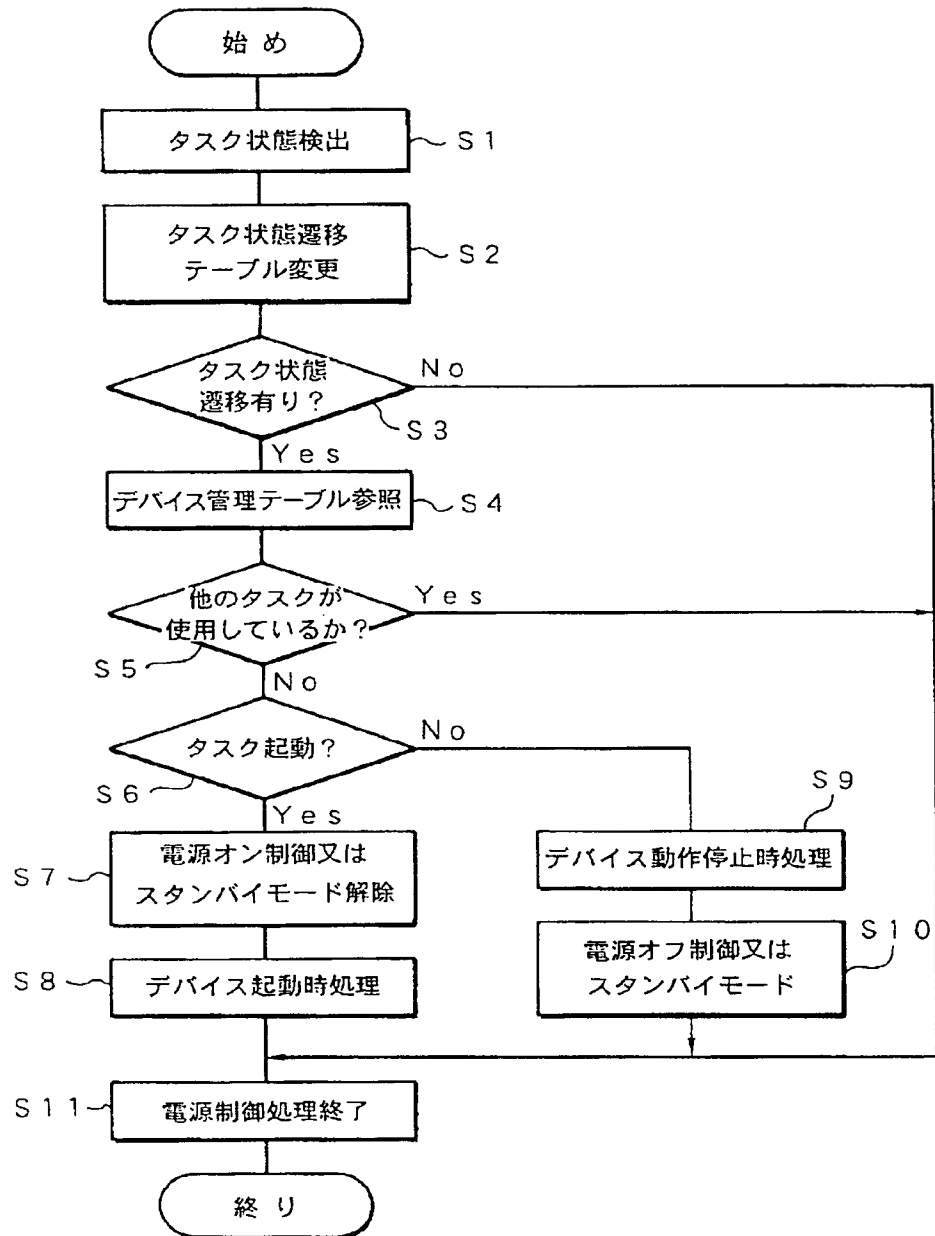 始め
タスク状態検出
S1
タスク状態遷移
テーブル変更
S2
タスク状態
遷移有り?
No
S3
Yes
デバイス管理テーブル参照
S4
他のタスクが
使用しているか?
Yes
S5
No
タスク起動?
No
S6
Yes
電源オン制御又は
スタンバイモード解除
S7
デバイス起動時処理
S8
S9
デバイス動作停止時処理
S10
電源オフ制御又は
スタンバイモード
S11
電源制御処理終了
終り